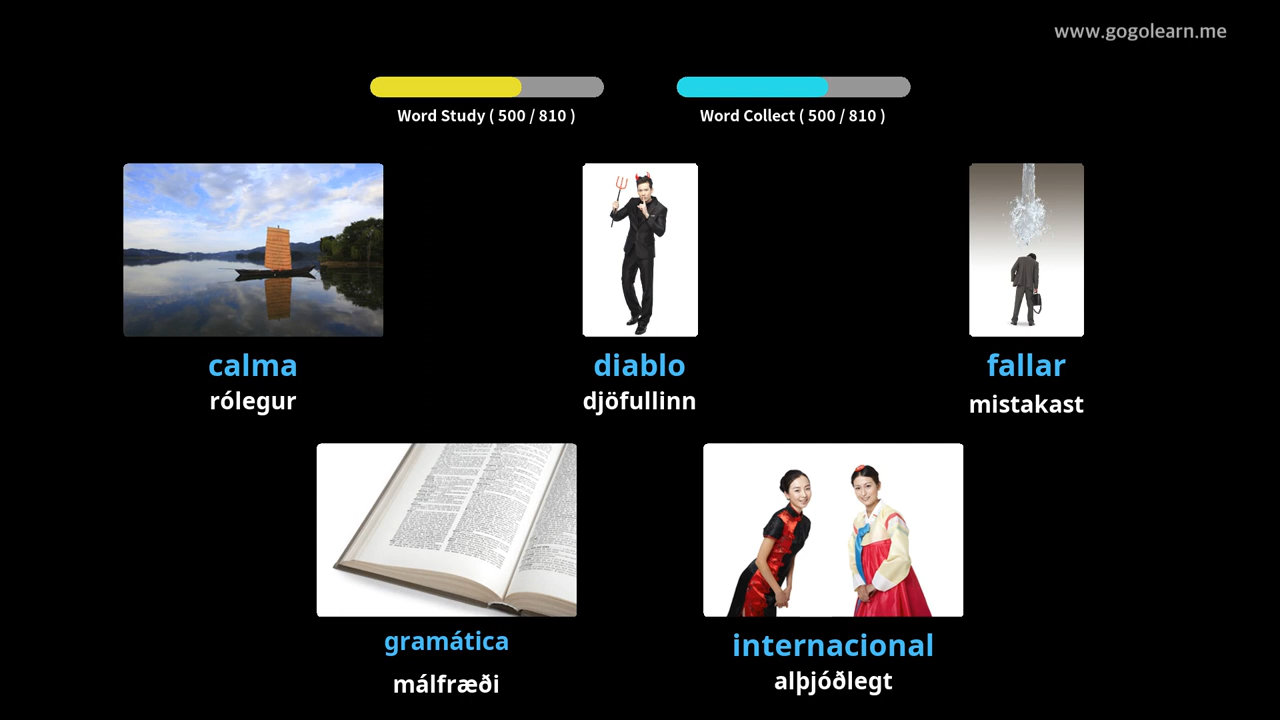 www.gogolearn.me
Word Study ( 500 / 810 )
Word Collect ( 500 / 810 )
calma
rólegur
diablo
djöfullinn
fallar
mistakast
gramática
málfræði
internacional
alþjóðlegt